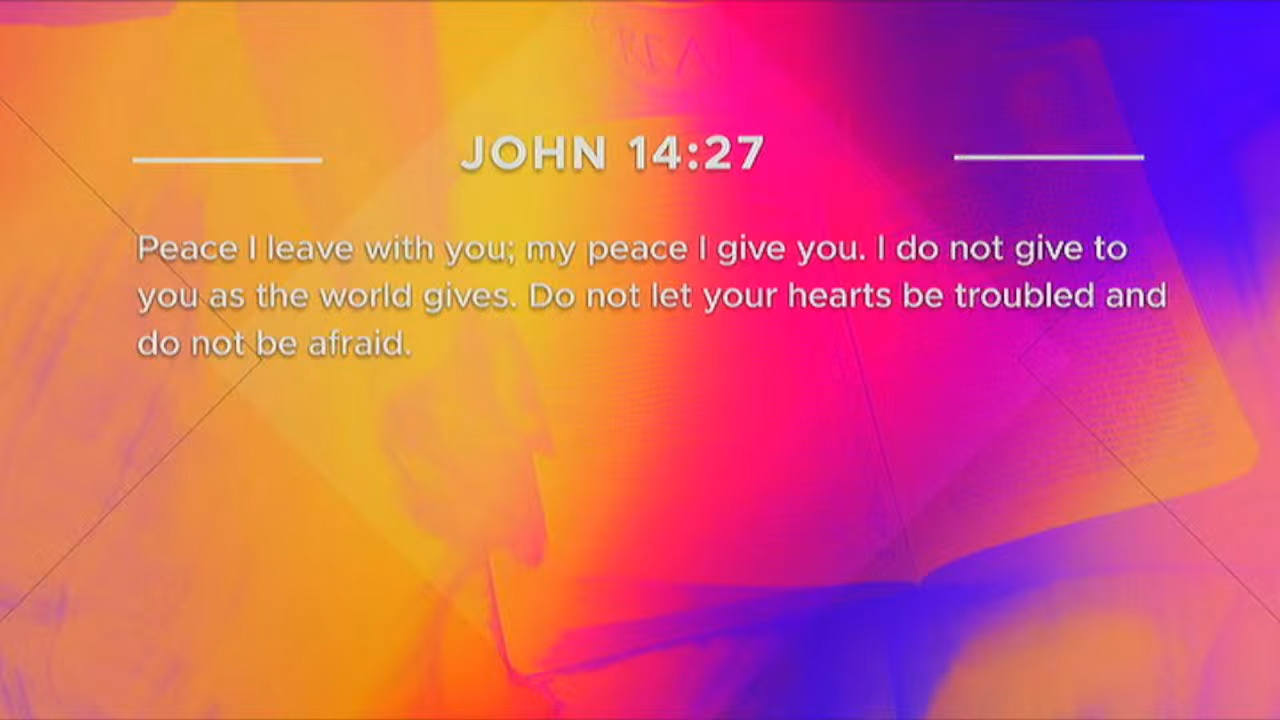 JOHN 14:27
Peace I leave with you; my peace I give you. I do not give to
you as the world gives. Do not let your hearts be troubled and
do not be afraid.